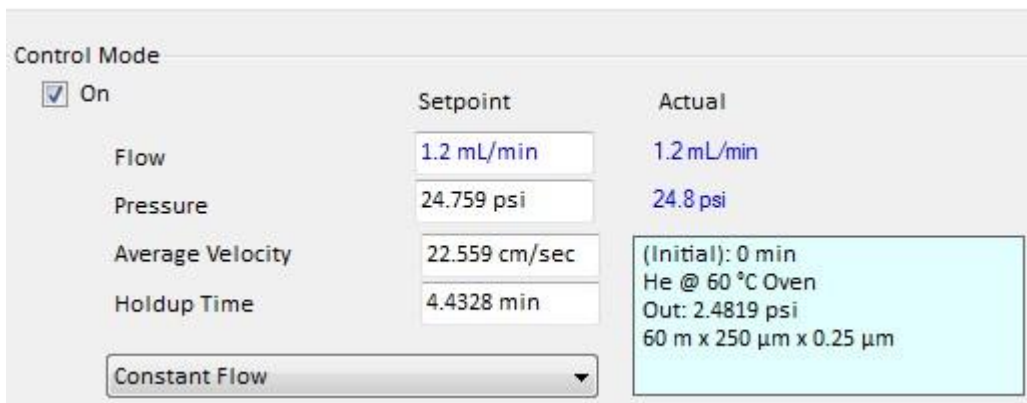 Control Mode
On
Setpoint Actual
Flow 1.2 mL/min 1.2 mL/min
Pressure 24.759 psi 24.8 psi
Average Velocity 22.559 cm/sec
Holdup Time 4.4328 min
(Initial): 0 min
He @ 60 °C Oven
Out: 2.4819 psi
60 m x 250 µm x 0.25 µm
Constant Flow